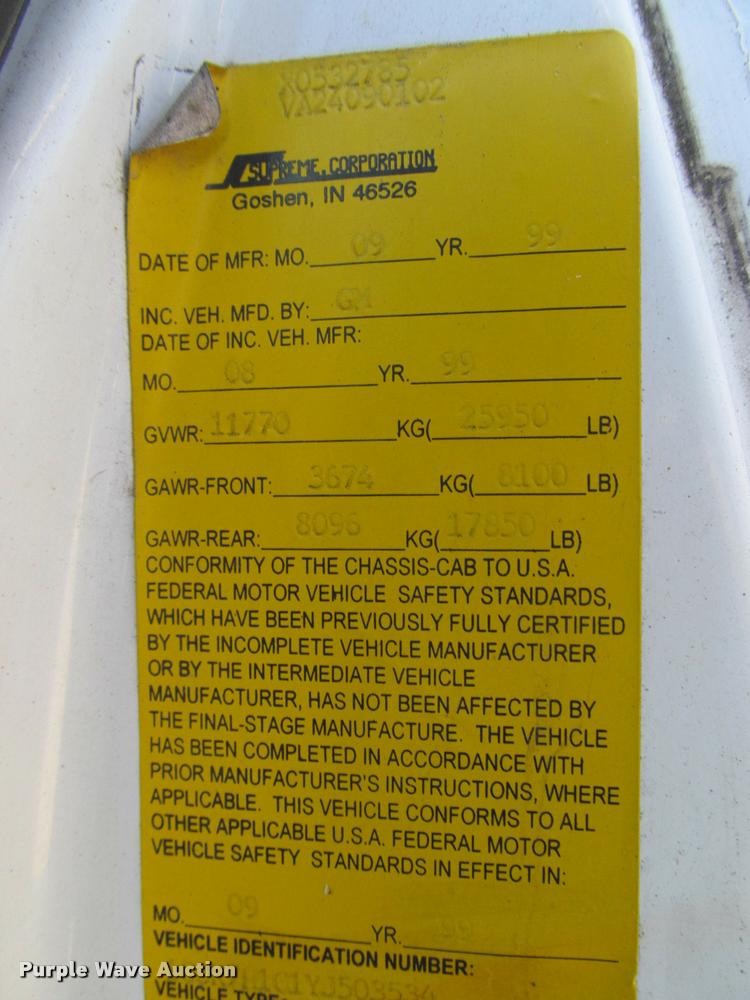 X0532785
VA24090102
SUPREME, CORPORATION
Goshen, IN 46526
DATE OF MFR: MO. 09 YR. 99
INC. VEH. MFD. BY: GM
DATE OF INC. VEH. MFR:
MO. 08 YR. 99
GVWR: 11770 KG( 25950 LB)
GAWR-FRONT: 3674 KG( 8100 LB)
GAWR-REAR: 8096 KG( 17850 LB)
CONFORMITY OF THE CHASSIS-CAB TO U.S.A.
FEDERAL MOTOR VEHICLE SAFETY STANDARDS,
WHICH HAVE BEEN PREVIOUSLY FULLY CERTIFIED
BY THE INCOMPLETE VEHICLE MANUFACTURER
OR BY THE INTERMEDIATE VEHICLE
MANUFACTURER, HAS NOT BEEN AFFECTED BY
THE FINAL-STAGE MANUFACTURE. THE VEHICLE
HAS BEEN COMPLETED IN ACCORDANCE WITH
PRIOR MANUFACTURER'S INSTRUCTIONS, WHERE
APPLICABLE. THIS VEHICLE CONFORMS TO ALL
OTHER APPLICABLE U.S.A. FEDERAL MOTOR
VEHICLE SAFETY STANDARDS IN EFFECT IN:
MO. 09 YR. 99
VEHICLE IDENTIFICATION NUMBER:
VEHICLE TYPE:
Purple Wave Auction